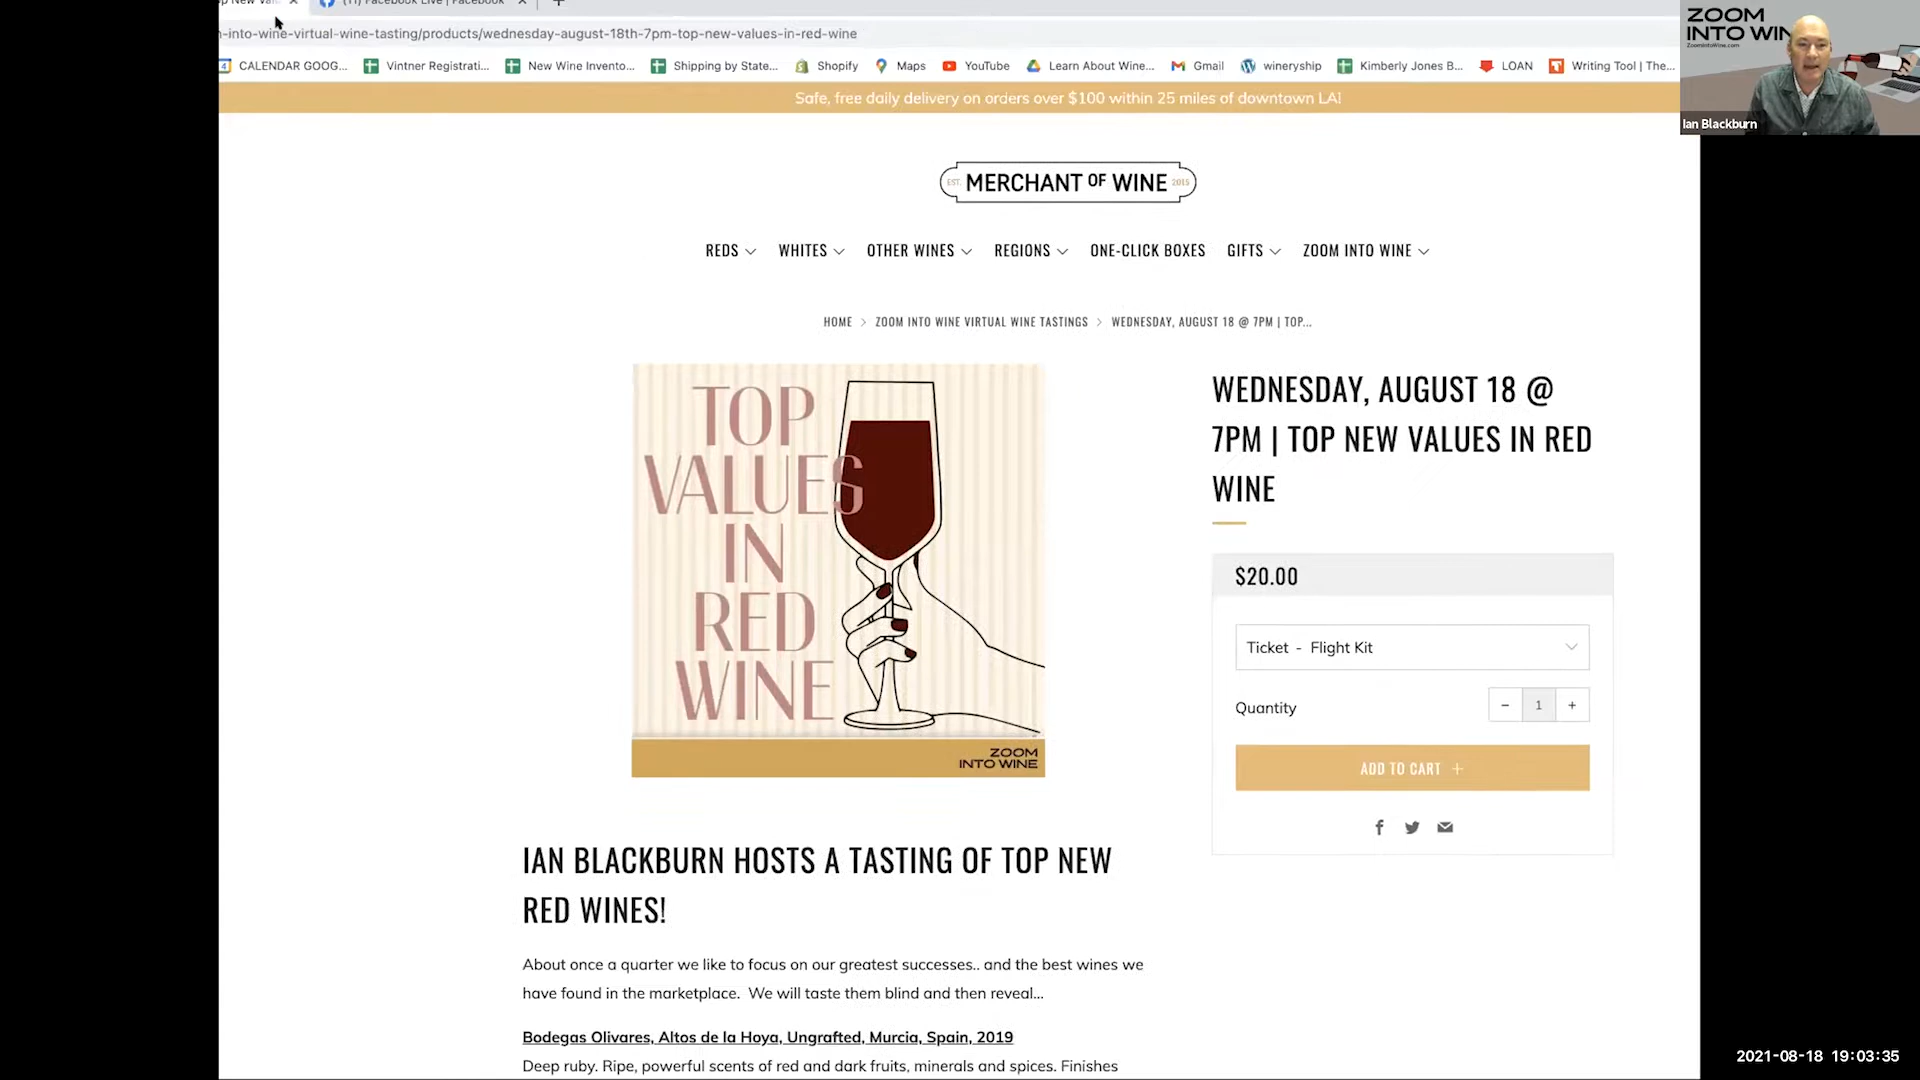 (11) Facebook Live | Facebook
-into-wine-virtual-wine-tasting/products/wednesday-august-18th-7pm-top-new-values-in-red-wine
CALENDAR GOOG... Vintner Registrati... New Wine Invento... Shipping by State... Shopify Maps YouTube Learn About Wine... Gmail wineryship Kimberly Jones B... LOAN Writing Tool | The...
Safe, free daily delivery on orders over $100 within 25 miles of downtown LA!
ZOOM
INTO WIN
ZoomIntoWine.com
Ian Blackburn
EST. MERCHANT OF WINE 2015
REDS WHITES OTHER WINES REGIONS ONE-CLICK BOXES GIFTS ZOOM INTO WINE
HOME > ZOOM INTO WINE VIRTUAL WINE TASTINGS > WEDNESDAY, AUGUST 18 @ 7PM | TOP...
TOP
VALUES
IN
RED
WINE
ZOOM
INTO WINE
WEDNESDAY, AUGUST 18 @
7PM | TOP NEW VALUES IN RED
WINE
$20.00
Ticket - Flight Kit
Quantity − 1 +
ADD TO CART +
IAN BLACKBURN HOSTS A TASTING OF TOP NEW
RED WINES!
About once a quarter we like to focus on our greatest successes.. and the best wines we
have found in the marketplace. We will taste them blind and then reveal...
Bodegas Olivares, Altos de la Hoya, Ungrafted, Murcia, Spain, 2019
Deep ruby. Ripe, powerful scents of red and dark fruits, minerals and spices. Finishes
2021-08-18 19:03:35